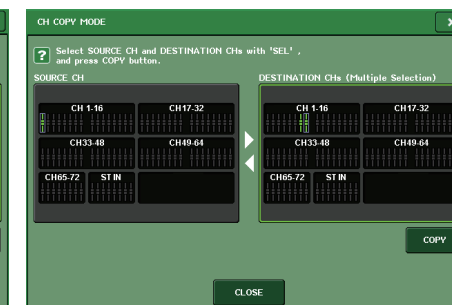 CH COPY MODE
X
? Select SOURCE CH and DESTINATION CHs with 'SEL' ,
and press COPY button.
SOURCE CH
DESTINATION CHs (Multiple Selection)
CH 1-16
CH17-32
CH33-48
CH49-64
CH65-72
ST IN
CH 1-16
CH17-32
CH33-48
CH49-64
CH65-72
ST IN
COPY
CLOSE